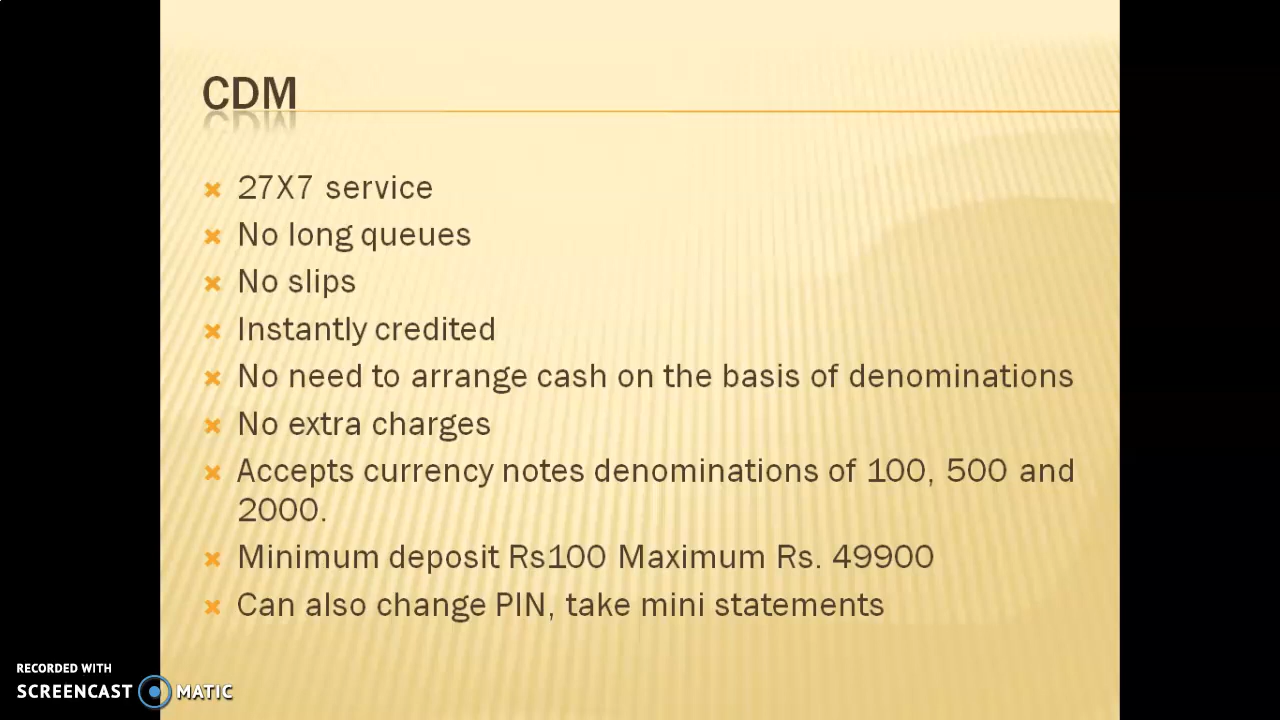 CDM
27X7 service
No long queues
No slips
Instantly credited
No need to arrange cash on the basis of denominations
No extra charges
Accepts currency notes denominations of 100, 500 and
2000.
Minimum deposit Rs100 Maximum Rs. 49900
Can also change PIN, take mini statements
RECORDED WITH
SCREENCAST MATIC